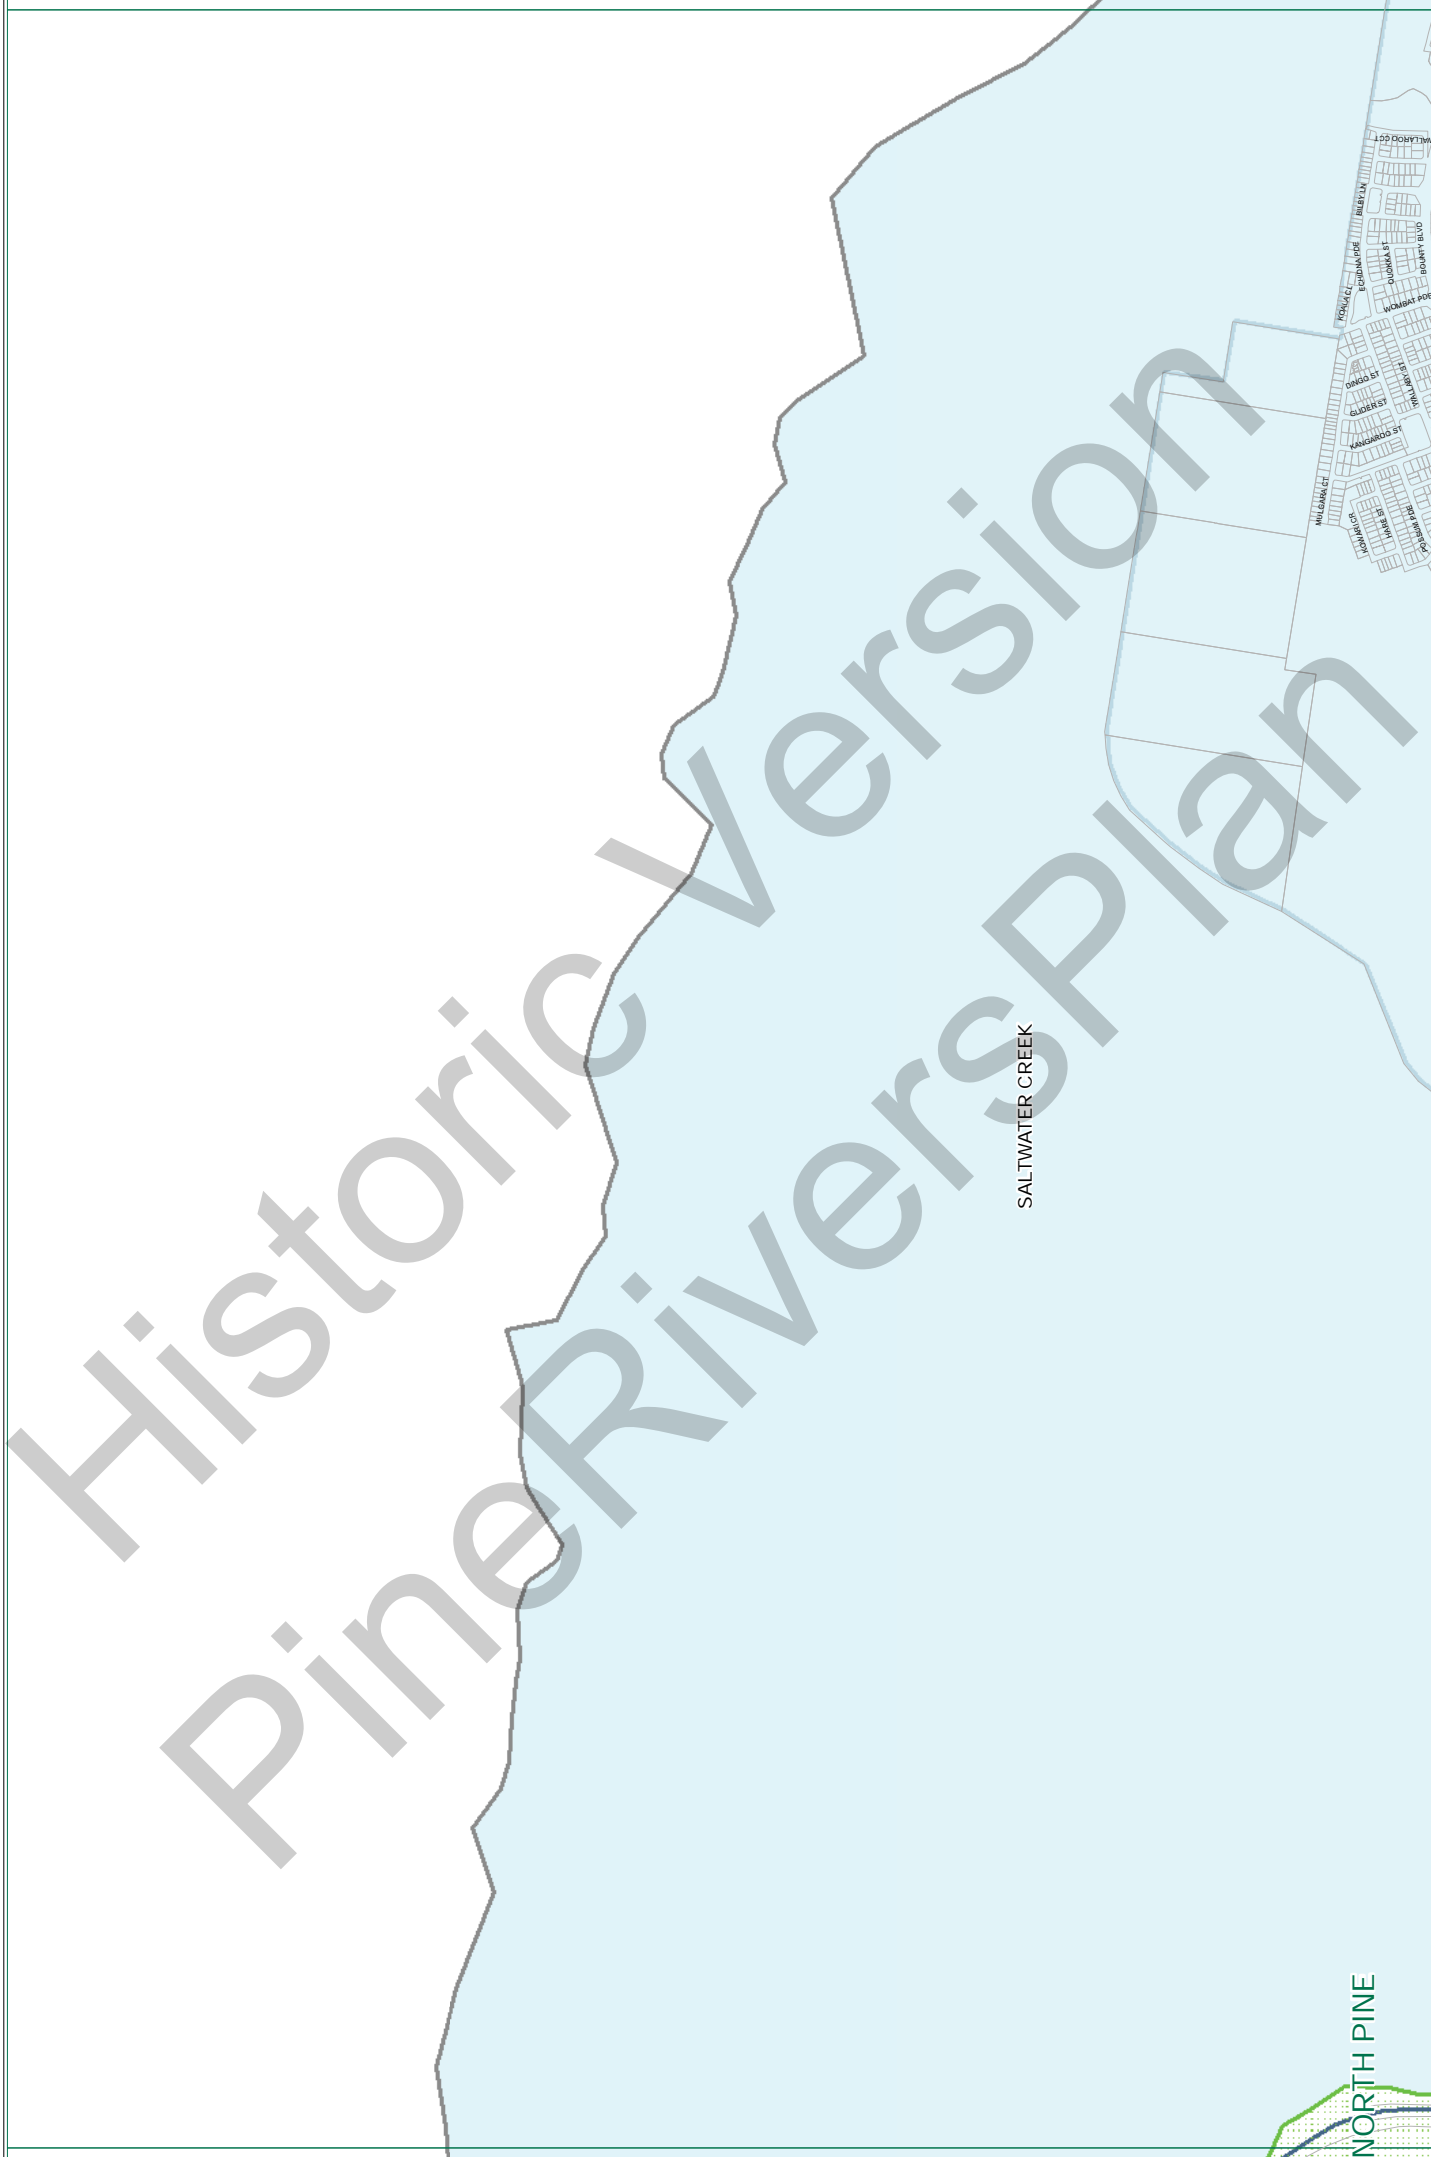 WALLAROO CCT
BILBY LN
ECHIDNA PDE
QUOKKA ST
BOUNTY BLVD
KOALA CL
WOMBAT PDE
DINGO ST
WALLABY ST
GLIDER ST
KANGAROO ST
MULGARA CT
KOWARI CR
HARE ST
POSSUM PDE
Historic Version
PineRiversPlan
SALTWATER CREEK
NORTH PINE